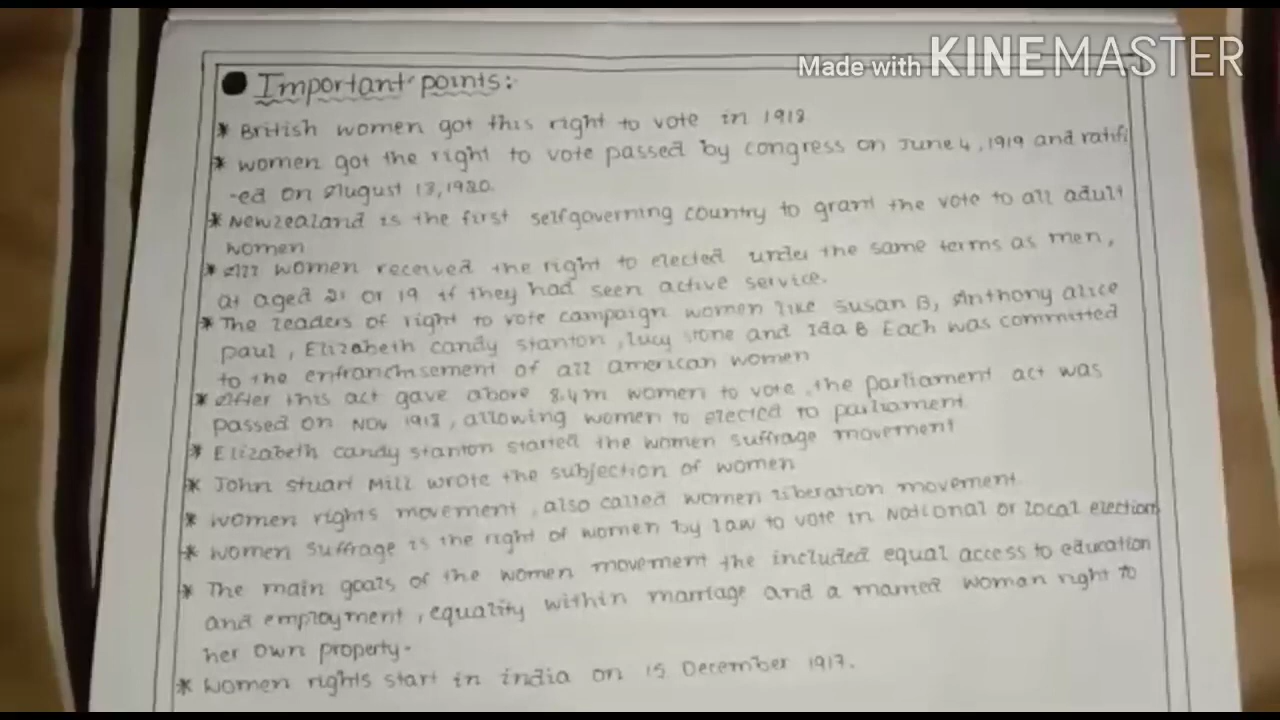 Made with KINEMASTER
Important points:
* British women got this right to vote in 1918
* women got the right to vote passed by congress on June 4, 1919 and ratifi
-ed on August 18, 1920.
* Newzealand is the first selfgoverning country to grant the vote to all adult
women
* All women received the right to elected under the same terms as men,
at aged 21 or 19 if they had seen active service.
* The leaders of right to vote campaign women like Susan B, Anthony alice
paul, Elizabeth candy stanton, lucy stone and Ida B Each was committed
to the enfranchisement of all american women
* After this act gave above 8.4m women to vote, the parliament act was
passed on Nov 1918, allowing women to elected to parliament
* Elizabeth candy stanton started the women suffrage movement
* John Stuart Mill wrote the subjection of women
* women rights movement, also called women liberation movement
* women suffrage is the right of women by law to vote in National or local election
* The main goals of the women movement the included equal access to education
and employment, equality within marriage and a married woman right to
her own property.
* Women rights start in india on 15 December 1917.